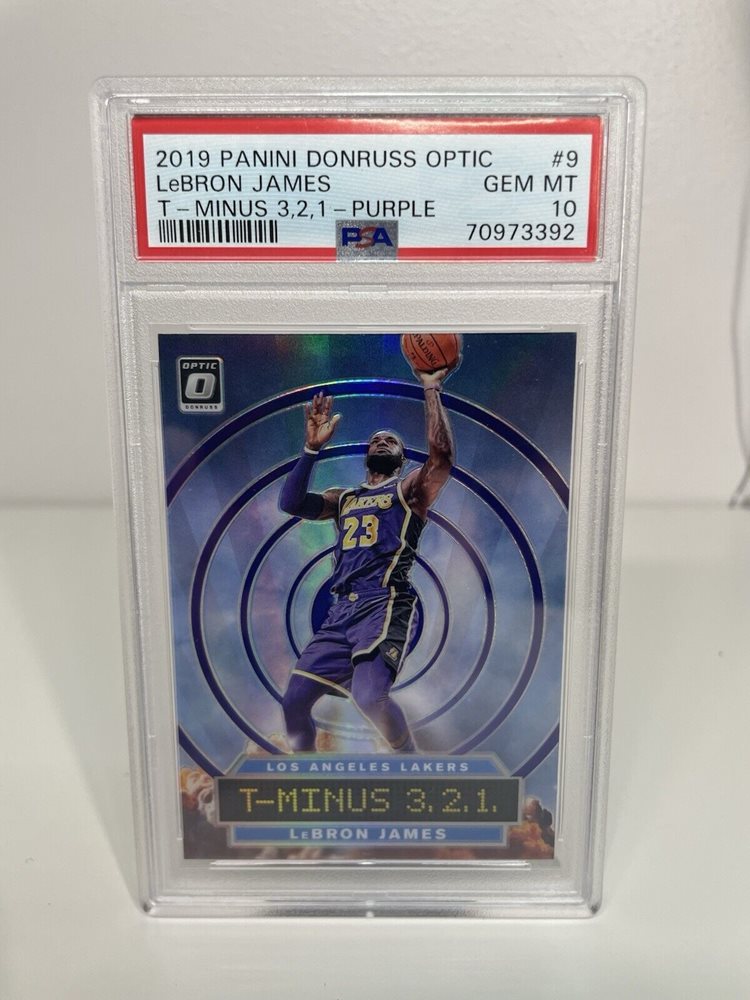 2019 PANINI DONRUSS OPTIC #9
LeBRON JAMES GEM MT
T-MINUS 3,2,1-PURPLE 10
PSA 70973392
SPALDING
OPTIC
DONRUSS
LAKERS
23
LOS ANGELES LAKERS
T-MINUS 3.2.1.
LeBRON JAMES